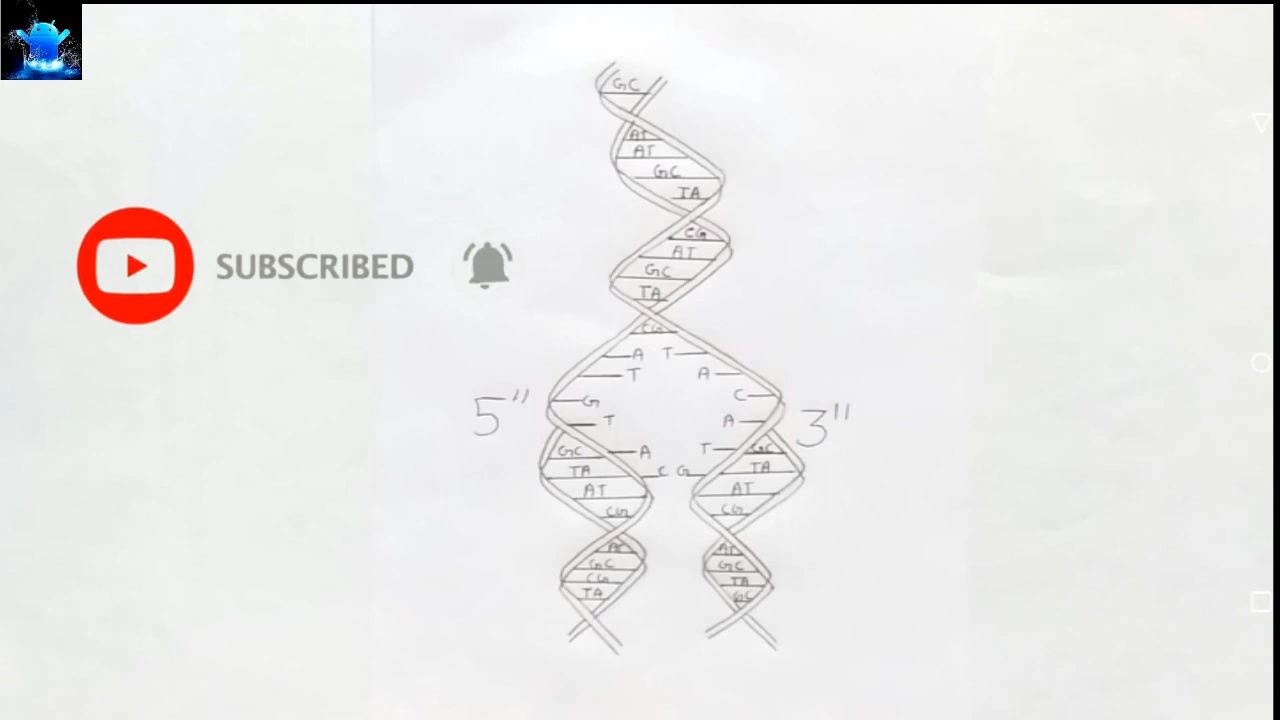 GC
AT
AT
GC
TA
SUBSCRIBED
CG
AT
GC
TA
CG
A T
T A
G C
5" T A 3"
GC A T GC
TA C G TA
AT AT
CG CG
AT AT
GC GC
CG TA
TA GC